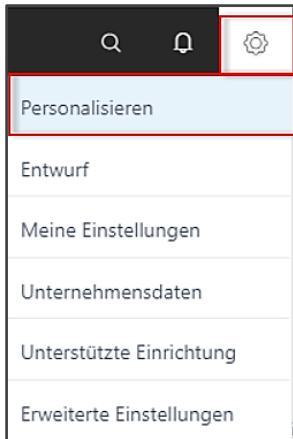 Personalisieren
Entwurf
Meine Einstellungen
Unternehmensdaten
Unterstützte Einrichtung
Erweiterte Einstellungen